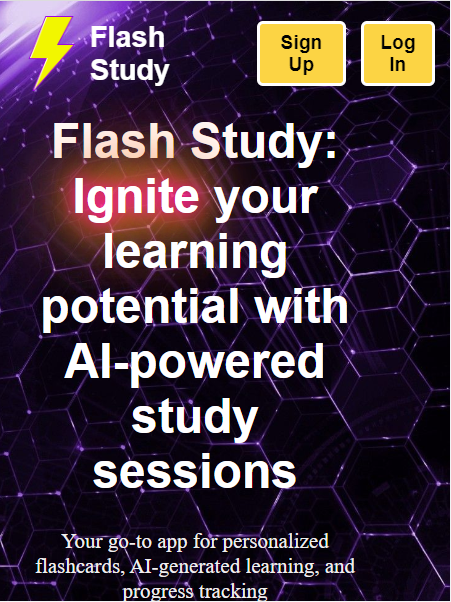 Flash
Study
Sign
Up
Log
In
Flash Study:
Ignite your
learning
potential with
AI-powered
study
sessions
Your go-to app for personalized
flashcards, AI-generated learning, and
progress tracking